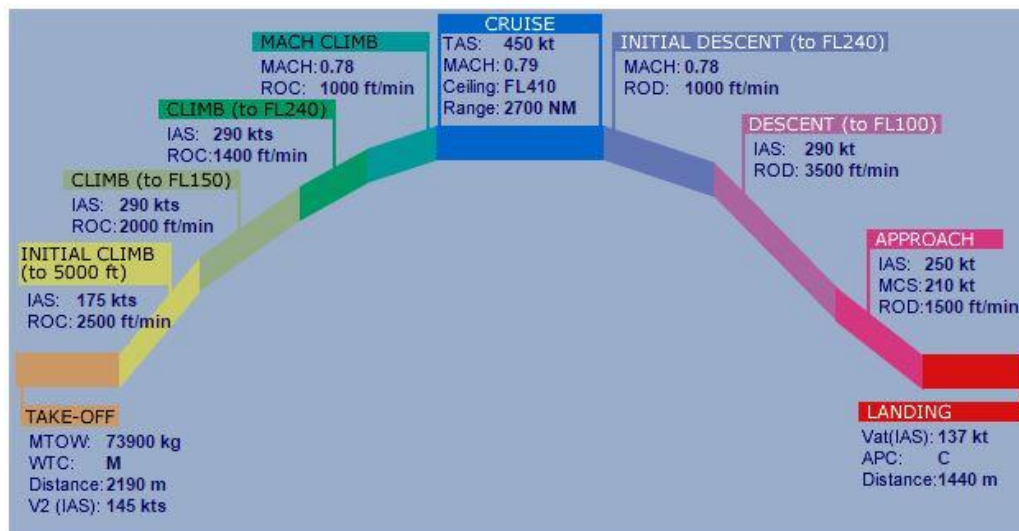 CRUISE
TAS: 450 kt
MACH: 0.79
Ceiling: FL410
Range: 2700 NM
MACH CLIMB
MACH: 0.78
ROC: 1000 ft/min
INITIAL DESCENT (to FL240)
MACH: 0.78
ROD: 1000 ft/min
CLIMB (to FL240)
IAS: 290 kts
ROC: 1400 ft/min
DESCENT (to FL100)
IAS: 290 kt
ROD: 3500 ft/min
CLIMB (to FL150)
IAS: 290 kts
ROC: 2000 ft/min
INITIAL CLIMB
(to 5000 ft)
IAS: 175 kts
ROC: 2500 ft/min
APPROACH
IAS: 250 kt
MCS: 210 kt
ROD: 1500 ft/min
TAKE-OFF
MTOW: 73900 kg
WTC: M
Distance: 2190 m
V2 (IAS): 145 kts
LANDING
Vat(IAS): 137 kt
APC: C
Distance: 1440 m